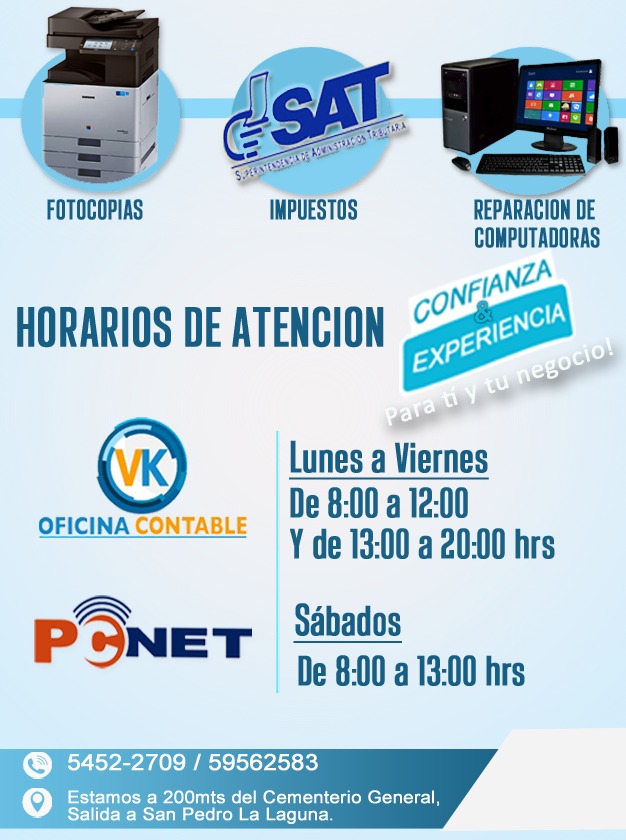 SAT
SUPERINTENDENCIA DE ADMINISTRACION TRIBUTARIA
FOTOCOPIAS
IMPUESTOS
REPARACION DE
COMPUTADORAS
HORARIOS DE ATENCION
CONFIANZA
&
EXPERIENCIA
Para tí y tu negocio!
VK
OFICINA CONTABLE
Lunes a Viernes
De 8:00 a 12:00
Y de 13:00 a 20:00 hrs
PCNET
Sábados
De 8:00 a 13:00 hrs
5452-2709 / 59562583
Estamos a 200mts del Cementerio General,
Salida a San Pedro La Laguna.